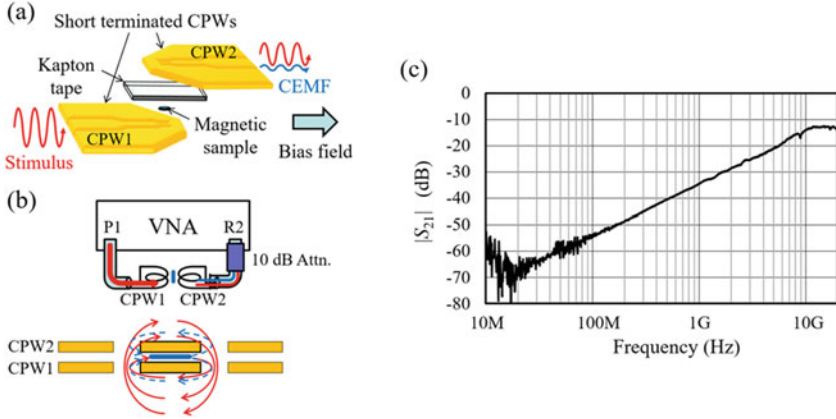 (a)
Short terminated CPWs
CPW2
Kapton
tape
CEMF
CPW1
Magnetic
sample
Stimulus
Bias field
(b)
P1
VNA
R2
10 dB Attn.
CPW1
CPW2
CPW2
CPW1
(c)
0
-10
-20
-30
-40
-50
-60
-70
-80
|S21| (dB)
10M
100M
1G
10G
Frequency (Hz)